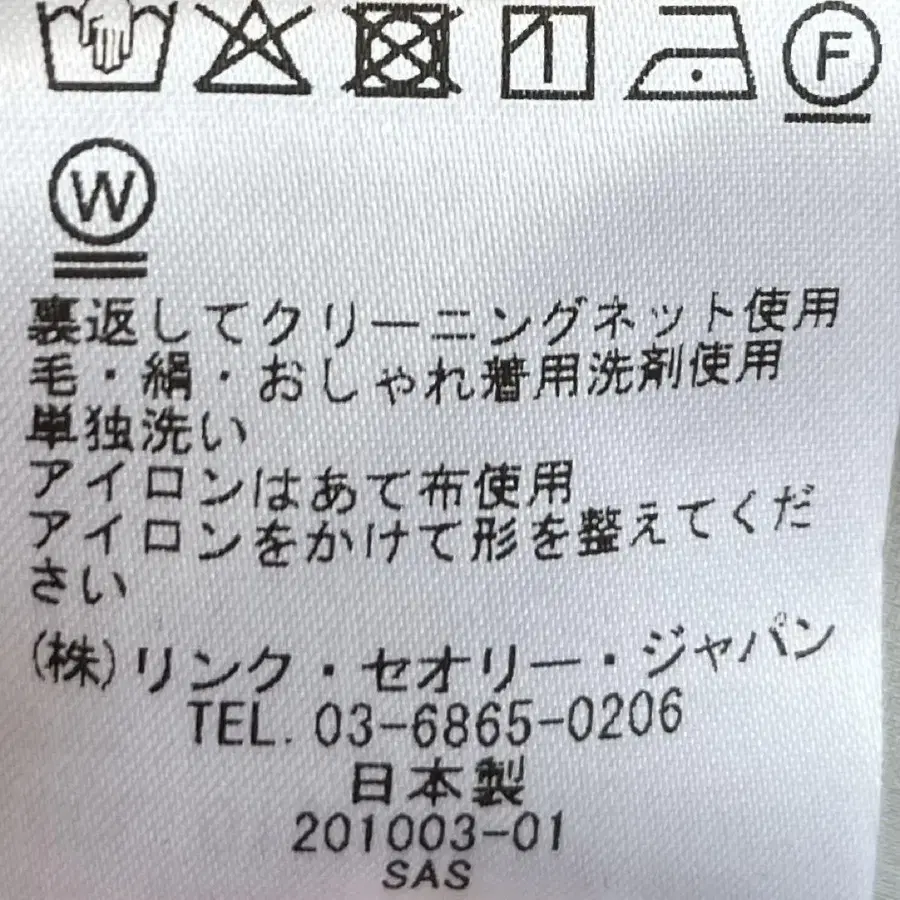 F
W
裏返してクリーニングネット使用
毛・絹・おしゃれ着用洗剤使用
単独洗い
アイロンはあて布使用
アイロンをかけて形を整えてくだ
さい
(株)リンク・セオリー・ジャパン
TEL. 03-6865-0206
日本製
201003-01
SAS